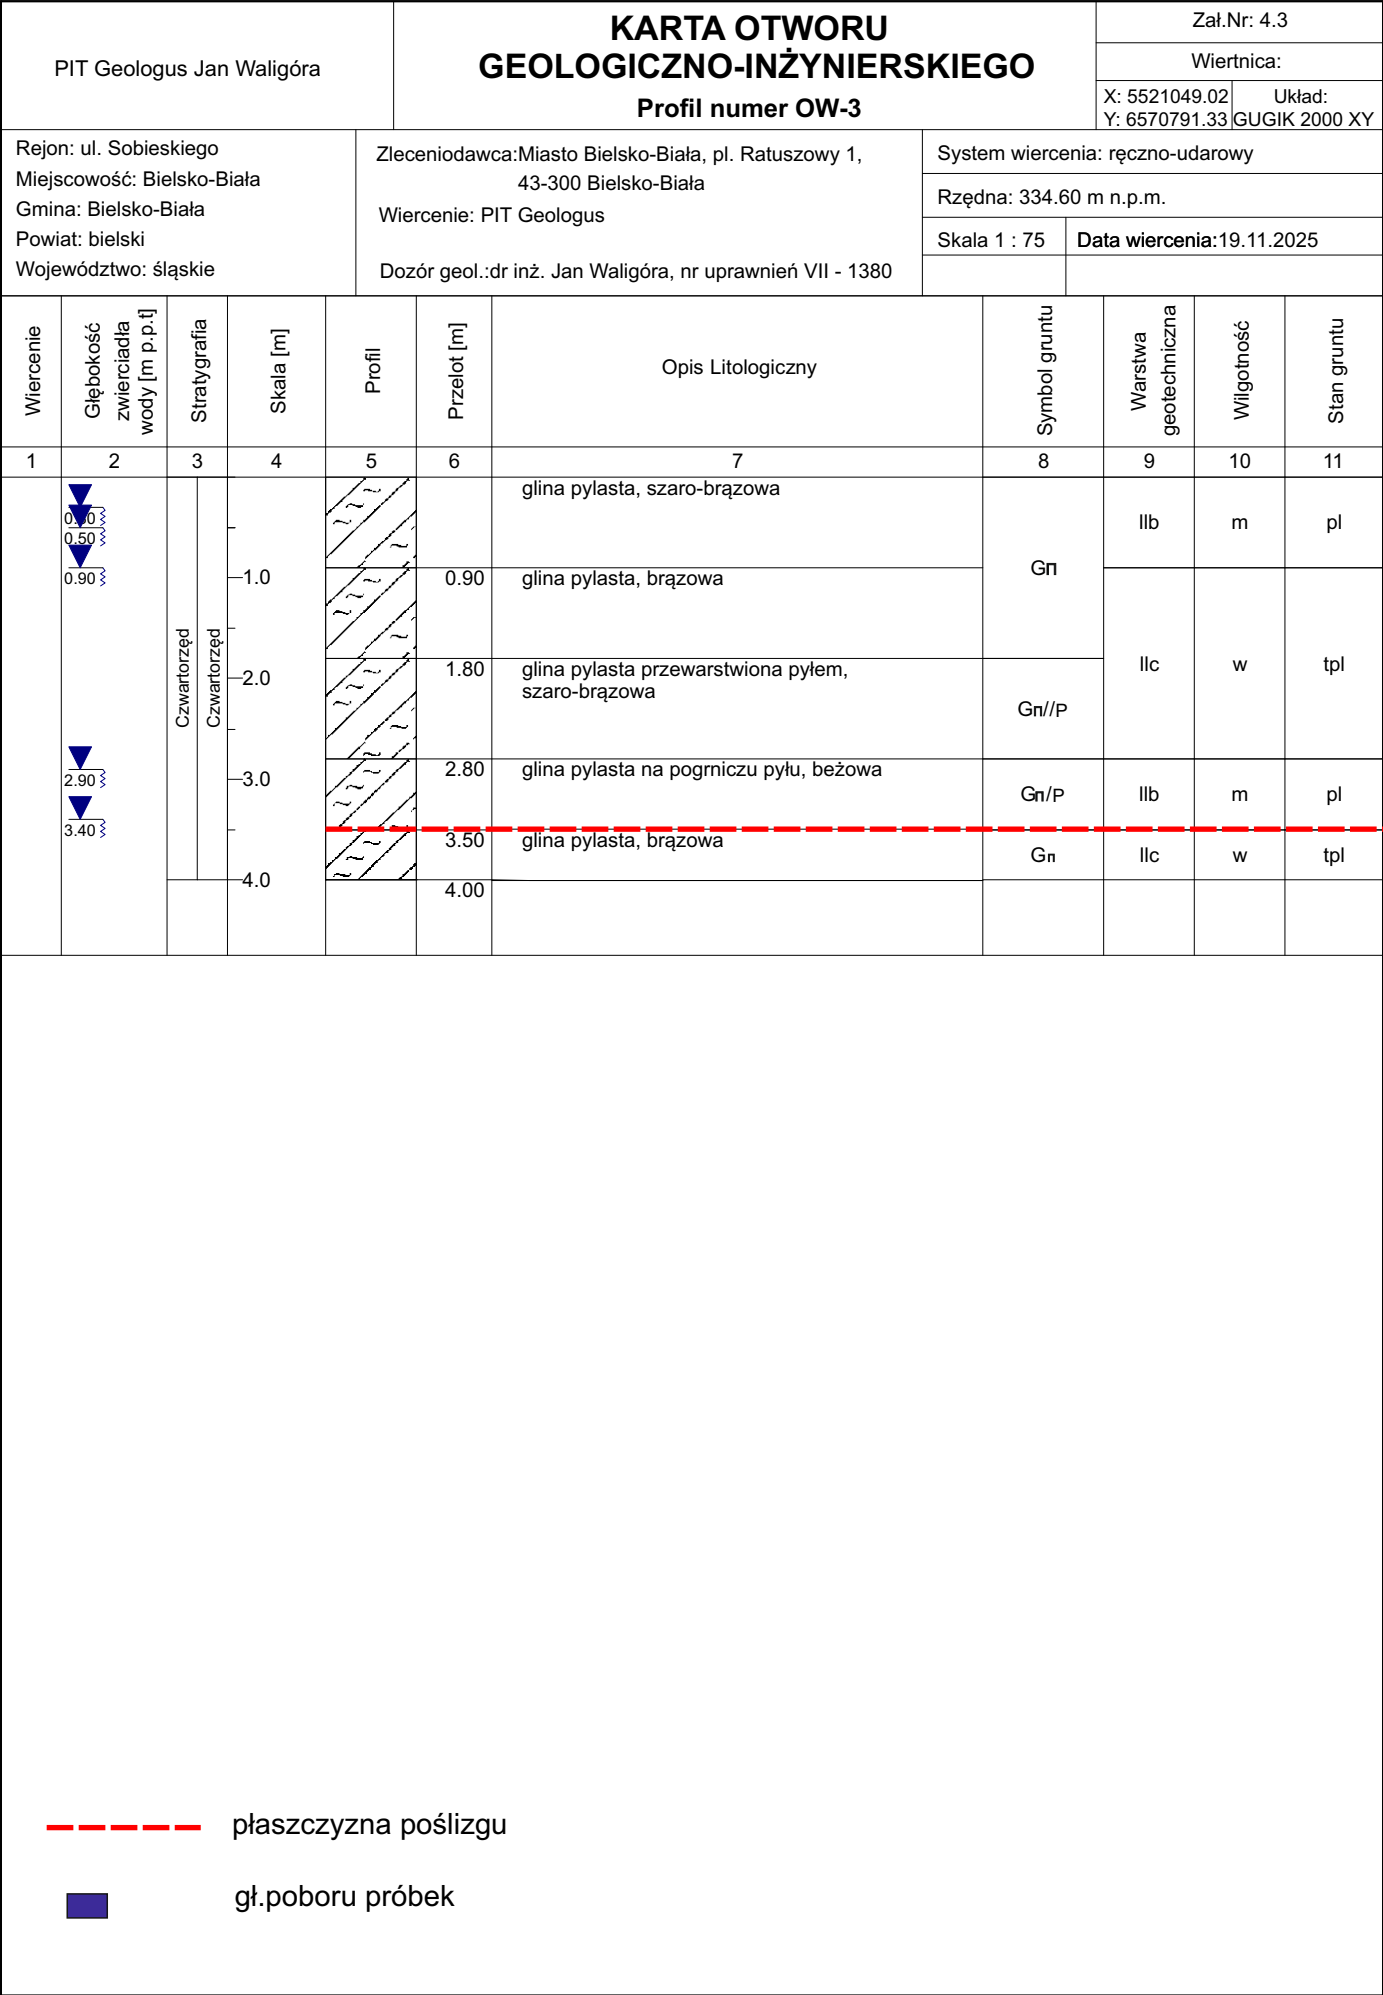 PIT Geologus Jan Waligóra
KARTA OTWORU
GEOLOGICZNO-INŻYNIERSKIEGO
Profil numer OW-3
Zał.Nr: 4.3
Wiertnica:
X: 5521049.02
Y: 6570791.33
Układ:
GUGIK 2000 XY
Rejon: ul. Sobieskiego
Miejscowość: Bielsko-Biała
Gmina: Bielsko-Biała
Powiat: bielski
Województwo: śląskie
Zleceniodawca:Miasto Bielsko-Biała, pl. Ratuszowy 1,
43-300 Bielsko-Biała
Wiercenie: PIT Geologus
Dozór geol.:dr inż. Jan Waligóra, nr uprawnień VII - 1380
System wiercenia: ręczno-udarowy
Rzędna: 334.60 m n.p.m.
Skala 1 : 75
Data wiercenia:19.11.2025
Wiercenie
Głębokość
zwierciadła
wody [m p.p.t]
Stratygrafia
Skala [m]
Profil
Przelot [m]
Opis Litologiczny
Symbol gruntu
Warstwa
geotechniczna
Wilgotność
Stan gruntu
1 2 3 4 5 6 7 8 9 10 11
glina pylasta, szaro-brązowa
Gп
IIb m pl
0.50
0.90
1.0
0.90 glina pylasta, brązowa
Czwartorzęd
Czwartorzęd
IIc w tpl
2.0
1.80 glina pylasta przewarstwiona pyłem,
szaro-brązowa
Gп//P
2.90
3.0
2.80 glina pylasta na pogrniczu pyłu, beżowa
Gп/P IIb m pl
3.40
3.50 glina pylasta, brązowa
Gп IIc w tpl
4.0
4.00
płaszczyzna poślizgu
gł.poboru próbek